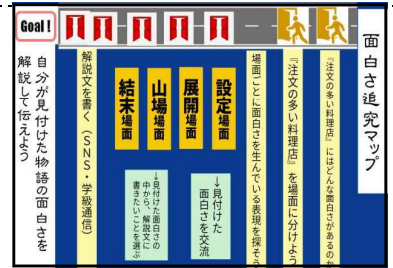 面白さ追究マップ
『注文の多い料理店』にはどんな面白さがあるのか
『注文の多い料理店』を場面に分けよう
場面ごとに面白さを生んでいる表現を探そう
設定場面
展開場面
山場場面
結末場面
↓見付けた
面白さを交流
↓見付けた面白さの
中から、解説文に
書きたいことを選ぶ
解説文を書く（SNS・学級通信）
Goal !
自分が見付けた物語の面白さを
解説して伝えよう